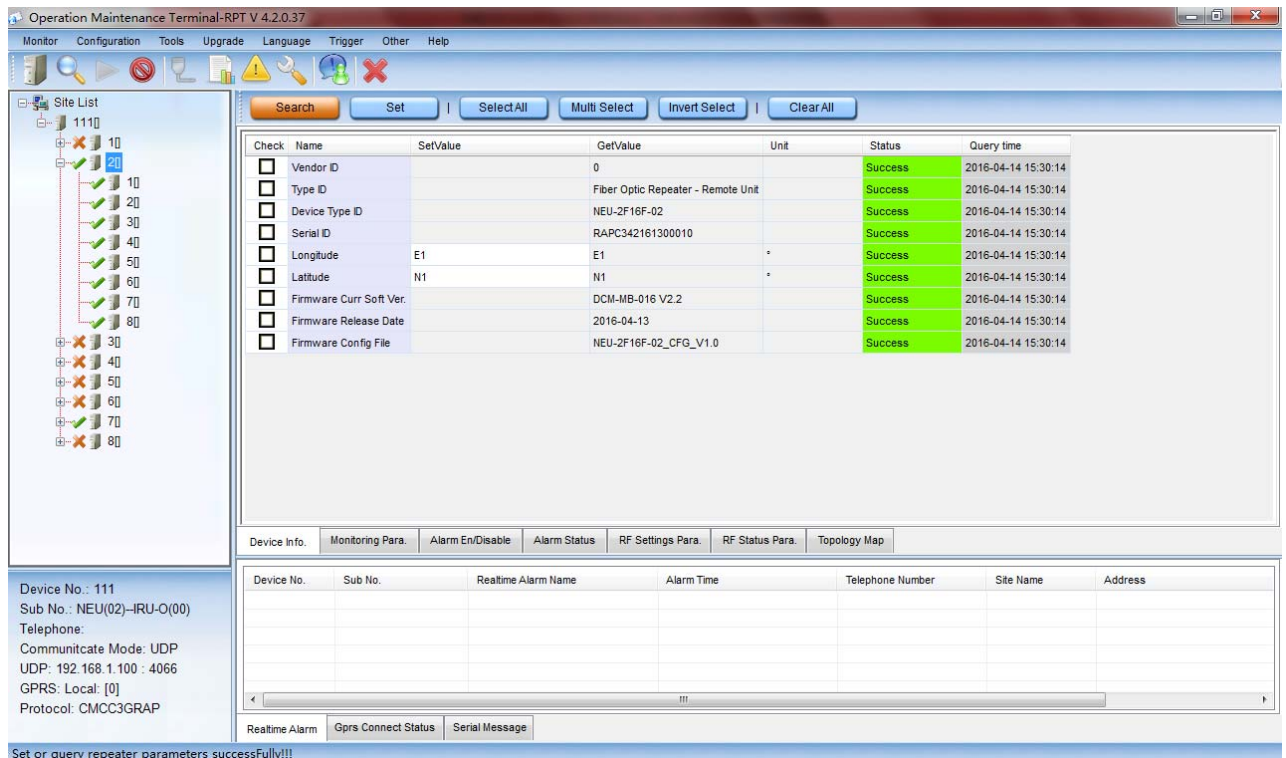 Operation Maintenance Terminal-RPT V 4.2.0.37
Monitor Configuration Tools Upgrade Language Trigger Other Help
Site List
111[]
1[]
2[]
1[]
2[]
3[]
4[]
5[]
6[]
7[]
8[]
3[]
4[]
5[]
6[]
7[]
8[]
Device No.: 111
Sub No.: NEU(02)--IRU-O(00)
Telephone:
Communitcate Mode: UDP
UDP: 192.168.1.100 : 4066
GPRS: Local: [0]
Protocol: CMCC3GRAP
Search Set | Select All Multi Select Invert Select | Clear All
Check Name SetValue GetValue Unit Status Query time
Vendor ID 0 Success 2016-04-14 15:30:14
Type ID Fiber Optic Repeater - Remote Unit Success 2016-04-14 15:30:14
Device Type ID NEU-2F16F-02 Success 2016-04-14 15:30:14
Serial ID RAPC342161300010 Success 2016-04-14 15:30:14
Longitude E1 E1 ° Success 2016-04-14 15:30:14
Latitude N1 N1 ° Success 2016-04-14 15:30:14
Firmware Curr Soft Ver. DCM-MB-016 V2.2 Success 2016-04-14 15:30:14
Firmware Release Date 2016-04-13 Success 2016-04-14 15:30:14
Firmware Config File NEU-2F16F-02_CFG_V1.0 Success 2016-04-14 15:30:14
Device Info. Monitoring Para. Alarm En/Disable Alarm Status RF Settings Para. RF Status Para. Topology Map
Device No. Sub No. Realtime Alarm Name Alarm Time Telephone Number Site Name Address
Realtime Alarm Gprs Connect Status Serial Message
Set or query repeater parameters successFully!!!